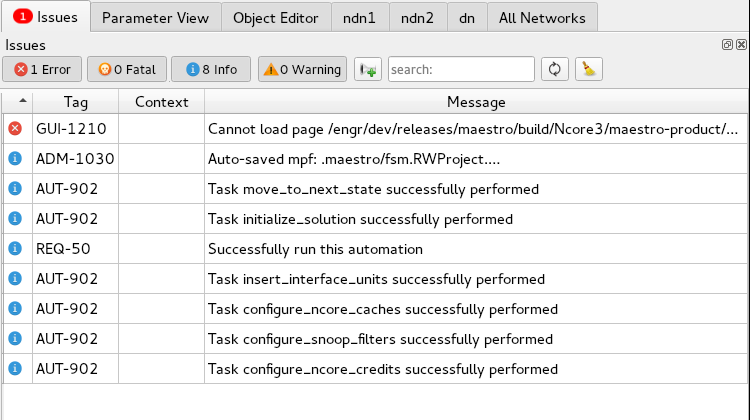 1 Issues Parameter View Object Editor ndn1 ndn2 dn All Networks
Issues
1 Error 0 Fatal 8 Info 0 Warning search:
Tag Context Message
GUI-1210 Cannot load page /engr/dev/releases/maestro/build/Ncore3/maestro-product/...
ADM-1030 Auto-saved mpf: .maestro/fsm.RWProject....
AUT-902 Task move_to_next_state successfully performed
AUT-902 Task initialize_solution successfully performed
REQ-50 Successfully run this automation
AUT-902 Task insert_interface_units successfully performed
AUT-902 Task configure_ncore_caches successfully performed
AUT-902 Task configure_snoop_filters successfully performed
AUT-902 Task configure_ncore_credits successfully performed